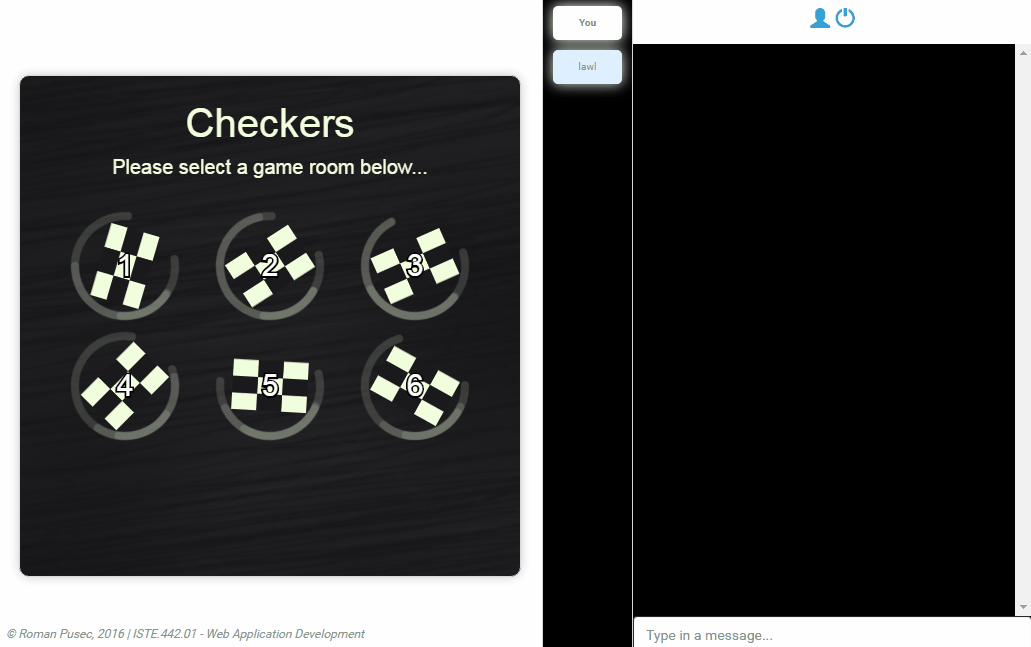 Checkers
Please select a game room below...
1 2 3
4 5 6
© Roman Pusec, 2016 | ISTE.442.01 - Web Application Development
You
lawl
Type in a message...